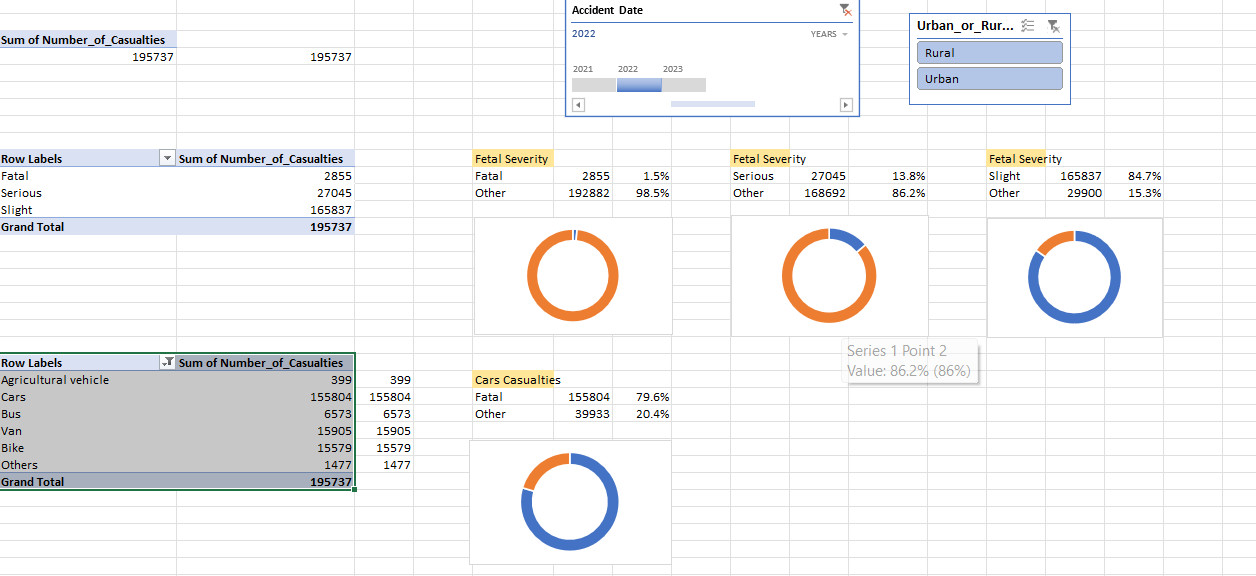 Accident Date
2022 YEARS
2021 2022 2023
Urban_or_Rur...
Rural
Urban
Sum of Number_of_Casualties
195737 195737
Row Labels Sum of Number_of_Casualties
Fatal 2855
Serious 27045
Slight 165837
Grand Total 195737
Fetal Severity
Fatal 2855 1.5%
Other 192882 98.5%
Fetal Severity
Serious 27045 13.8%
Other 168692 86.2%
Fetal Severity
Slight 165837 84.7%
Other 29900 15.3%
Series 1 Point 2
Value: 86.2% (86%)
Row Labels Sum of Number_of_Casualties
Agricultural vehicle 399 399
Cars 155804 155804
Bus 6573 6573
Van 15905 15905
Bike 15579 15579
Others 1477 1477
Grand Total 195737
Cars Casualties
Fatal 155804 79.6%
Other 39933 20.4%